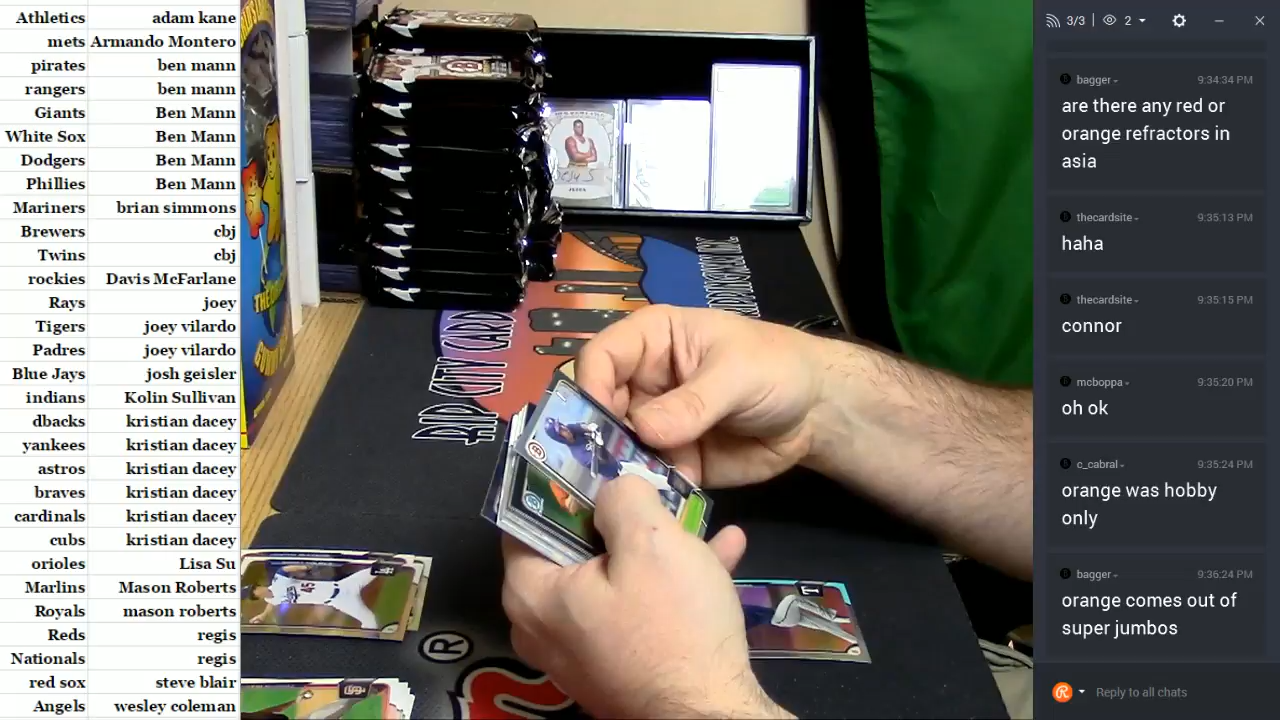 Athletics adam kane
mets Armando Montero
pirates ben mann
rangers ben mann
Giants Ben Mann
White Sox Ben Mann
Dodgers Ben Mann
Phillies Ben Mann
Mariners brian simmons
Brewers cbj
Twins cbj
rockies Davis McFarlane
Rays joey
Tigers joey vilardo
Padres joey vilardo
Blue Jays josh geisler
indians Kolin Sullivan
dbacks kristian dacey
yankees kristian dacey
astros kristian dacey
braves kristian dacey
cardinals kristian dacey
cubs kristian dacey
orioles Lisa Su
Marlins Mason Roberts
Royals mason roberts
Reds regis
Nationals regis
red sox steve blair
Angels wesley coleman
RIP CITY CARD
45
®
3/3 2
bagger 9:34:34 PM
are there any red or
orange refractors in
asia
thecardsite 9:35:13 PM
haha
thecardsite 9:35:15 PM
connor
mcboppa 9:35:20 PM
oh ok
c_cabral 9:35:24 PM
orange was hobby
only
bagger 9:36:24 PM
orange comes out of
super jumbos
Reply to all chats